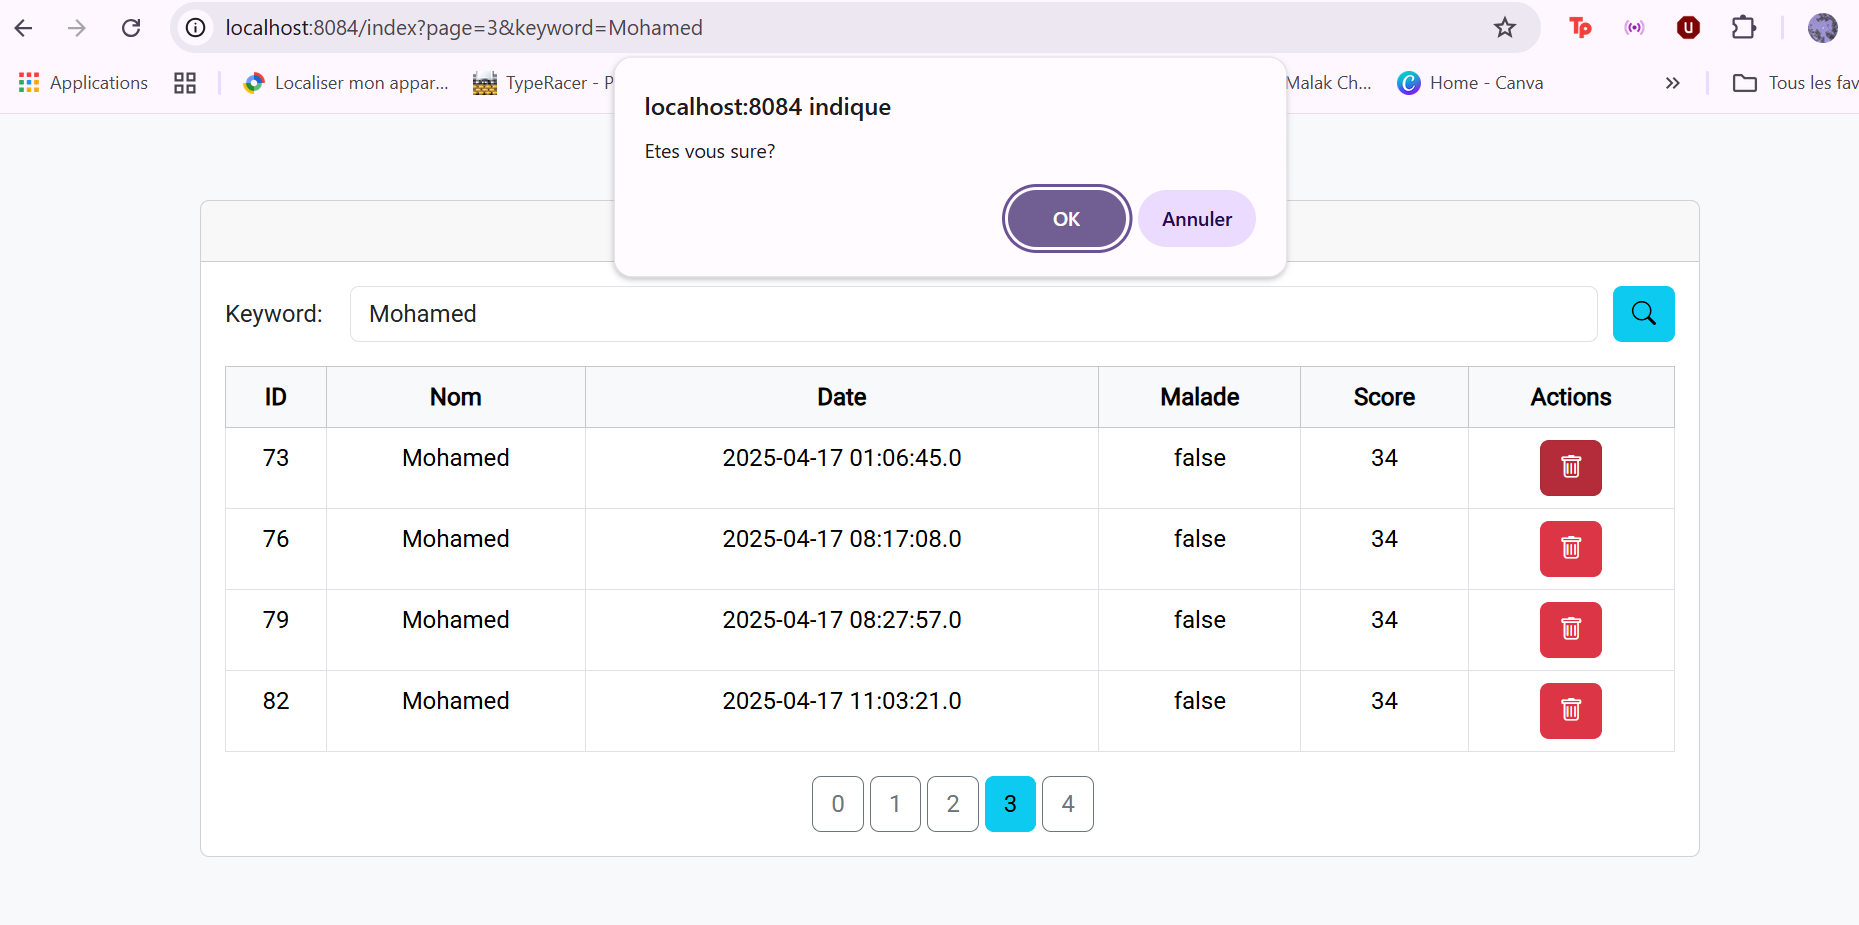 localhost:8084/index?page=3&keyword=Mohamed
Tp
Applications
Localiser mon appar...
TypeRacer - P
Malak Ch...
Home - Canva
Tous les fav
localhost:8084 indique
Etes vous sure?
OK Annuler
Keyword: Mohamed
ID Nom Date Malade Score Actions
73 Mohamed 2025-04-17 01:06:45.0 false 34
76 Mohamed 2025-04-17 08:17:08.0 false 34
79 Mohamed 2025-04-17 08:27:57.0 false 34
82 Mohamed 2025-04-17 11:03:21.0 false 34
0 1 2 3 4